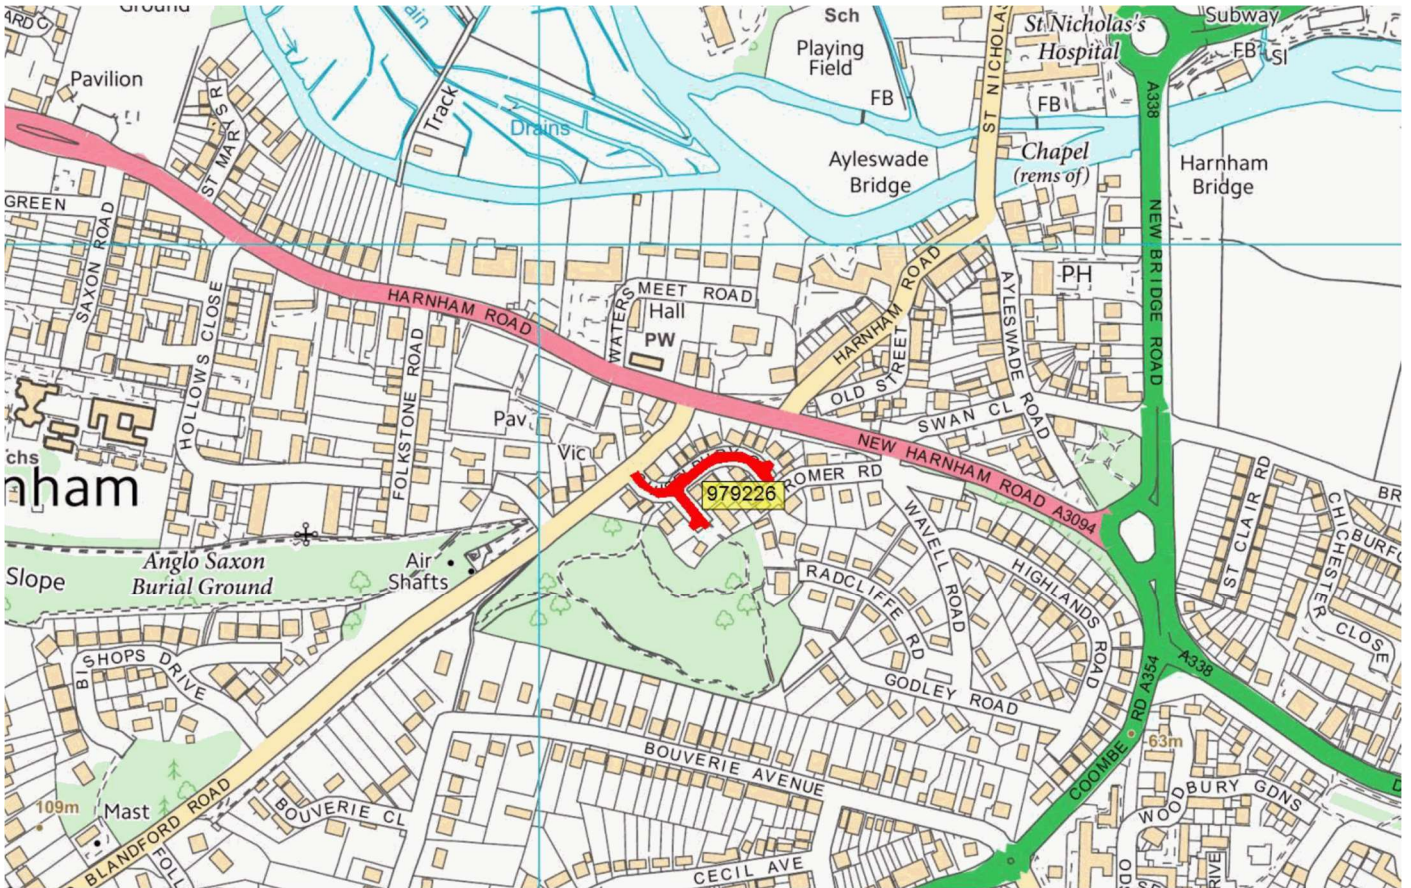 Ground
Pavilion
Track
Drains
Sch
Playing
Field
FB
St Nicholas's
Hospital
FB
Subway
FB
Sl
A338
Ayleswade
Bridge
Chapel
(rems of)
Harnham
Bridge
ST MARY'S R
GREEN
SAXON ROAD
HOLLOWS CLOSE
HARNHAM ROAD
FOLKSTONE ROAD
WATERS
MEET ROAD
Hall
PW
HARNHAM ROAD
OLD STREET
AYLESWADE ROAD
PH
NEW BRIDGE ROAD
SWAN CL
NEW HARNHAM ROAD A3094
Pav
Vic
979226
ROMER RD
WAVELL ROAD
HIGHLANDS ROAD
RADCLIFFE RD
GODLEY ROAD
ST CLAIR RD
CHICHESTER CLOSE
chs
nham
Slope
Anglo Saxon
Burial Ground
Air
Shafts
BISHOPS DRIVE
BOUVERIE AVENUE
BOUVERIE CL
A338
COOMBE RD A354
63m
WOODBURY GDNS
109m
Mast
BLANDFORD ROAD
FOLL
CECIL AVE